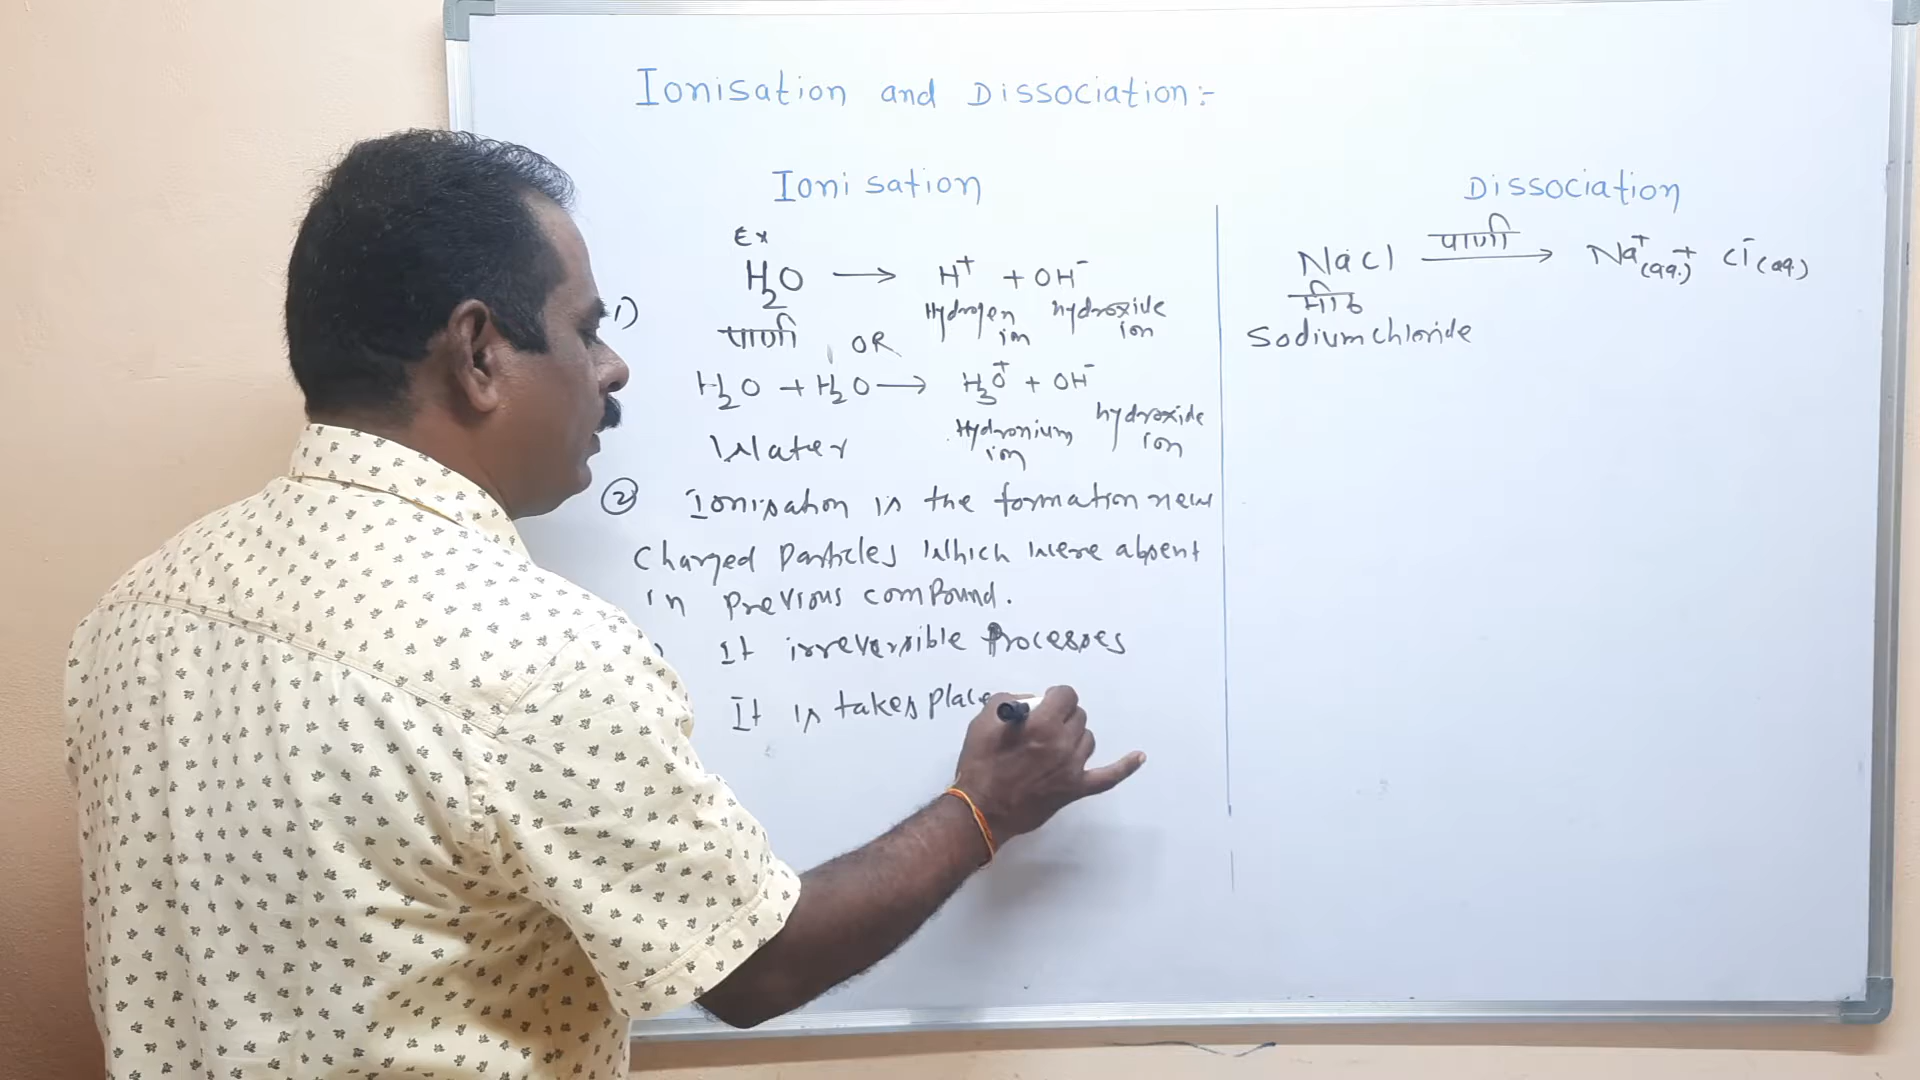 Ionisation and Dissociation:-
Ionisation
Ex
1) H2O ⟶ H+ + OH-
पाणी
Hydrogen ion hydroxide ion
OR
H2O + H2O ⟶ H3O+ + OH-
Water
Hydronium ion hydroxide ion
② Ionisation is the formation new
charged particles which were absent
in previous compound.
) It irreversible Processes
It is takes place
Dissociation
NaCl पाणी ⟶ Na+(aq.) + Cl-(aq)
मीठ
Sodium chloride